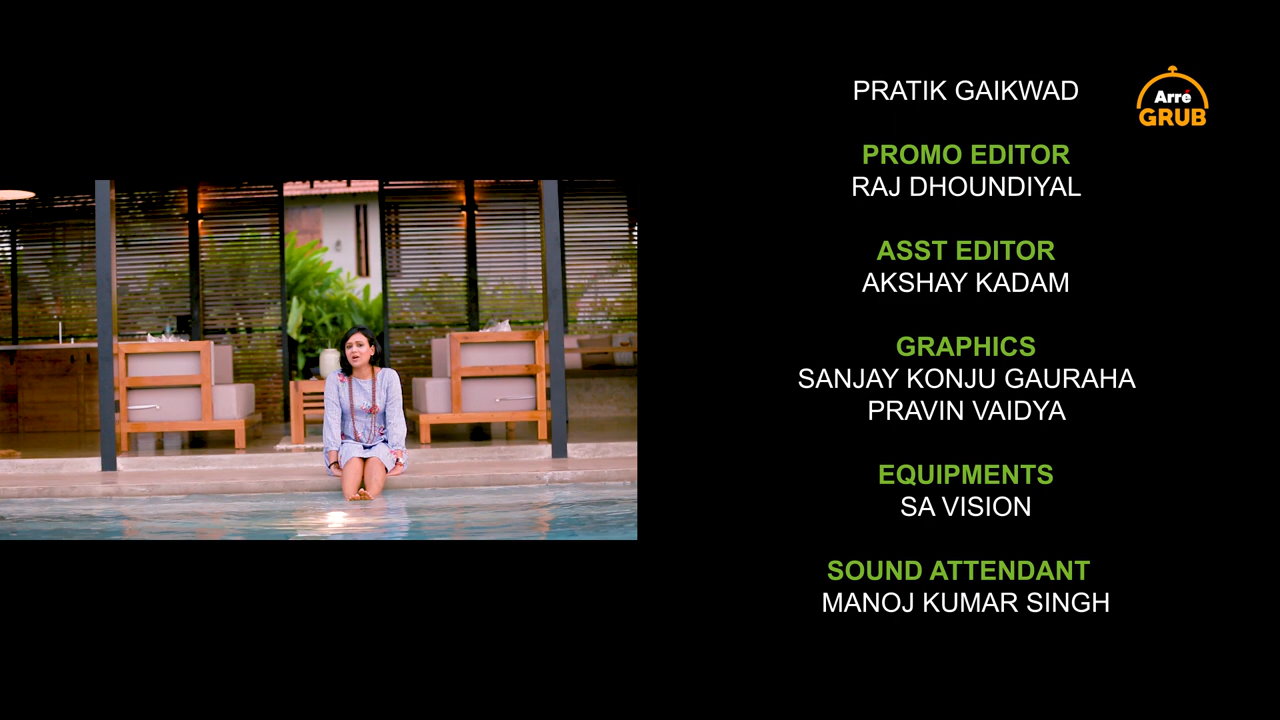 PRATIK GAIKWAD
Arré
GRUB
PROMO EDITOR
RAJ DHOUNDIYAL
ASST EDITOR
AKSHAY KADAM
GRAPHICS
SANJAY KONJU GAURAHA
PRAVIN VAIDYA
EQUIPMENTS
SA VISION
SOUND ATTENDANT
MANOJ KUMAR SINGH